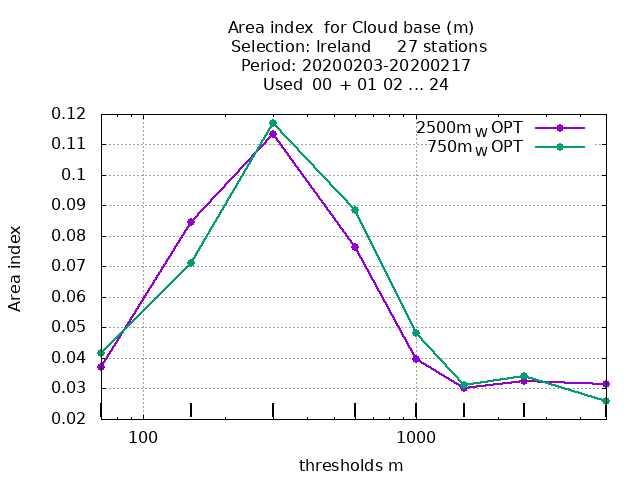 Area index for Cloud base (m)
Selection: Ireland 27 stations
Period: 20200203-20200217
Used 00 + 01 02 ... 24
0.12
2500m W OPT
0.11
750m W OPT
0.1
0.09
0.08
0.07
0.06
0.05
0.04
0.03
0.02
Area index
100
1000
thresholds m